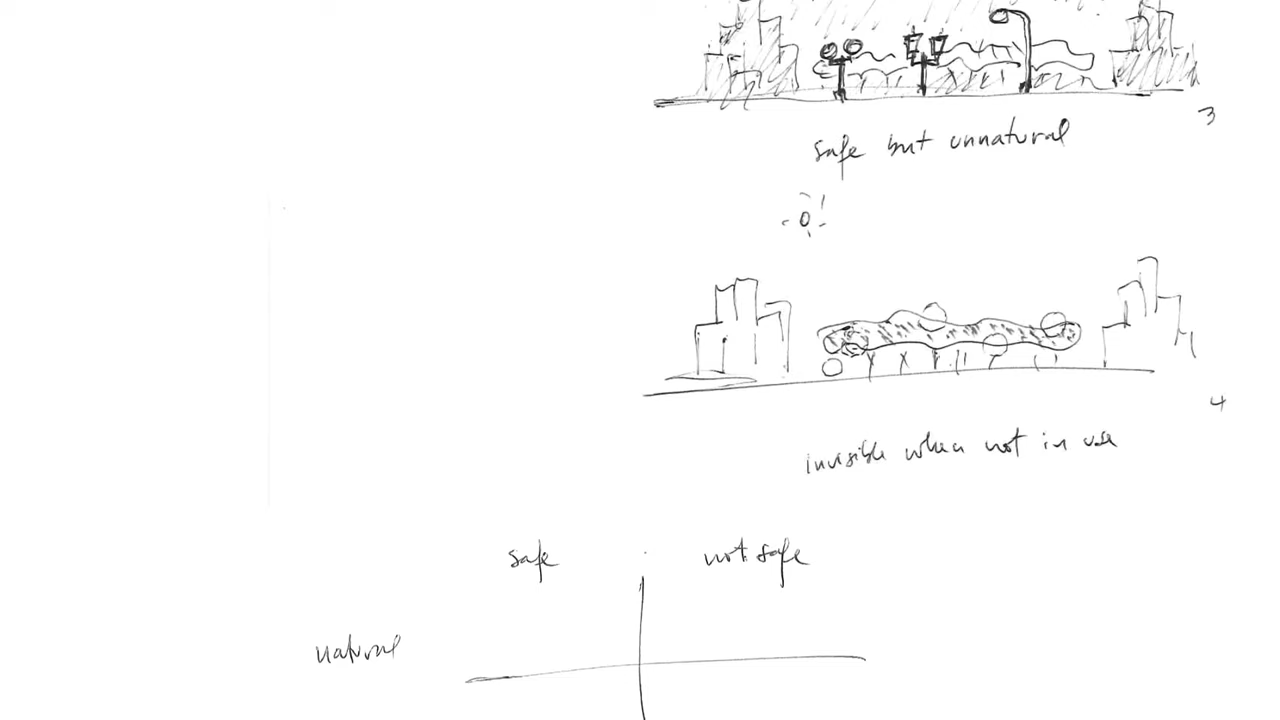 3
safe but unnatural
4
invisible when not in use
safe
not safe
natural